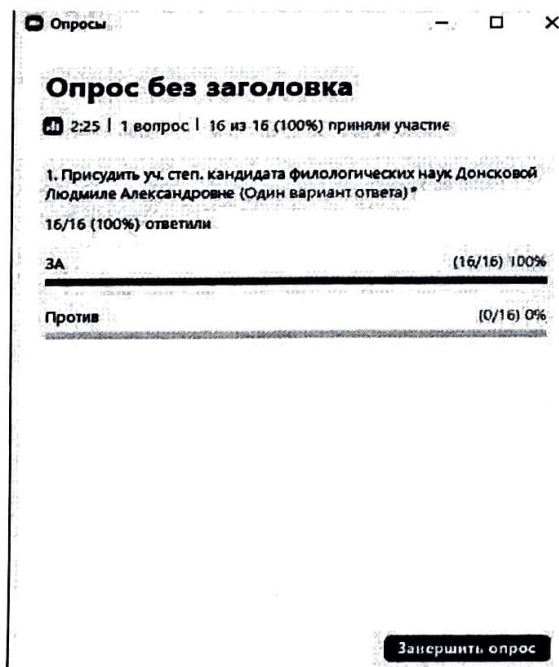 Опросы
Опрос без заголовка
2:25 | 1 вопрос | 16 из 16 (100%) приняли участие
1. Присудить уч. степ. кандидата филологических наук Донсковой
Людмиле Александровне (Один вариант ответа) *
16/16 (100%) ответили
ЗА (16/16) 100%
Против (0/16) 0%
Завершить опрос